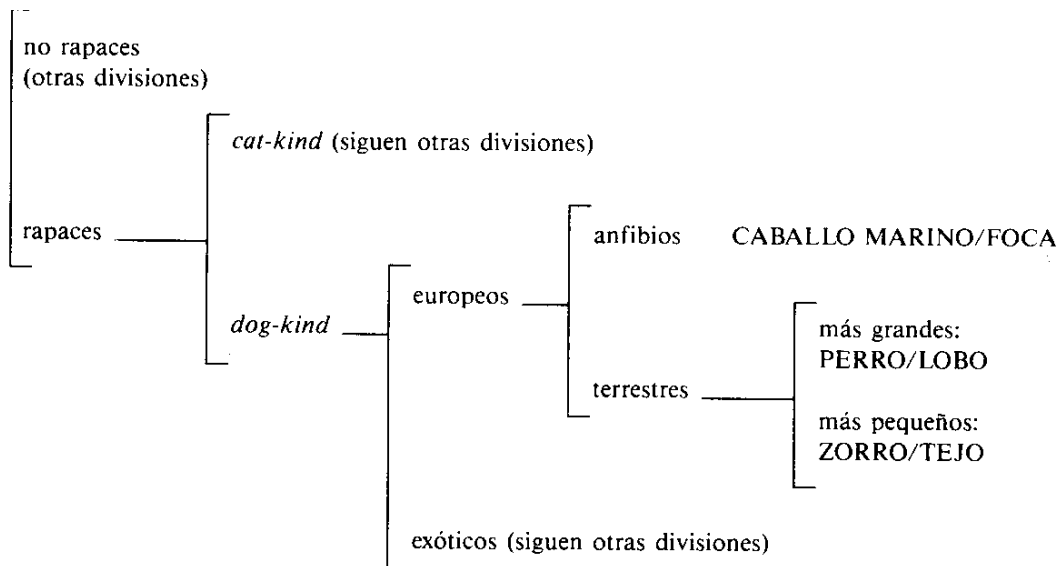 no rapaces
(otras divisiones)
cat-kind (siguen otras divisiones)
rapaces
anfibios CABALLO MARINO/FOCA
europeos
dog-kind
más grandes:
PERRO/LOBO
terrestres
más pequeños:
ZORRO/TEJO
exóticos (siguen otras divisiones)